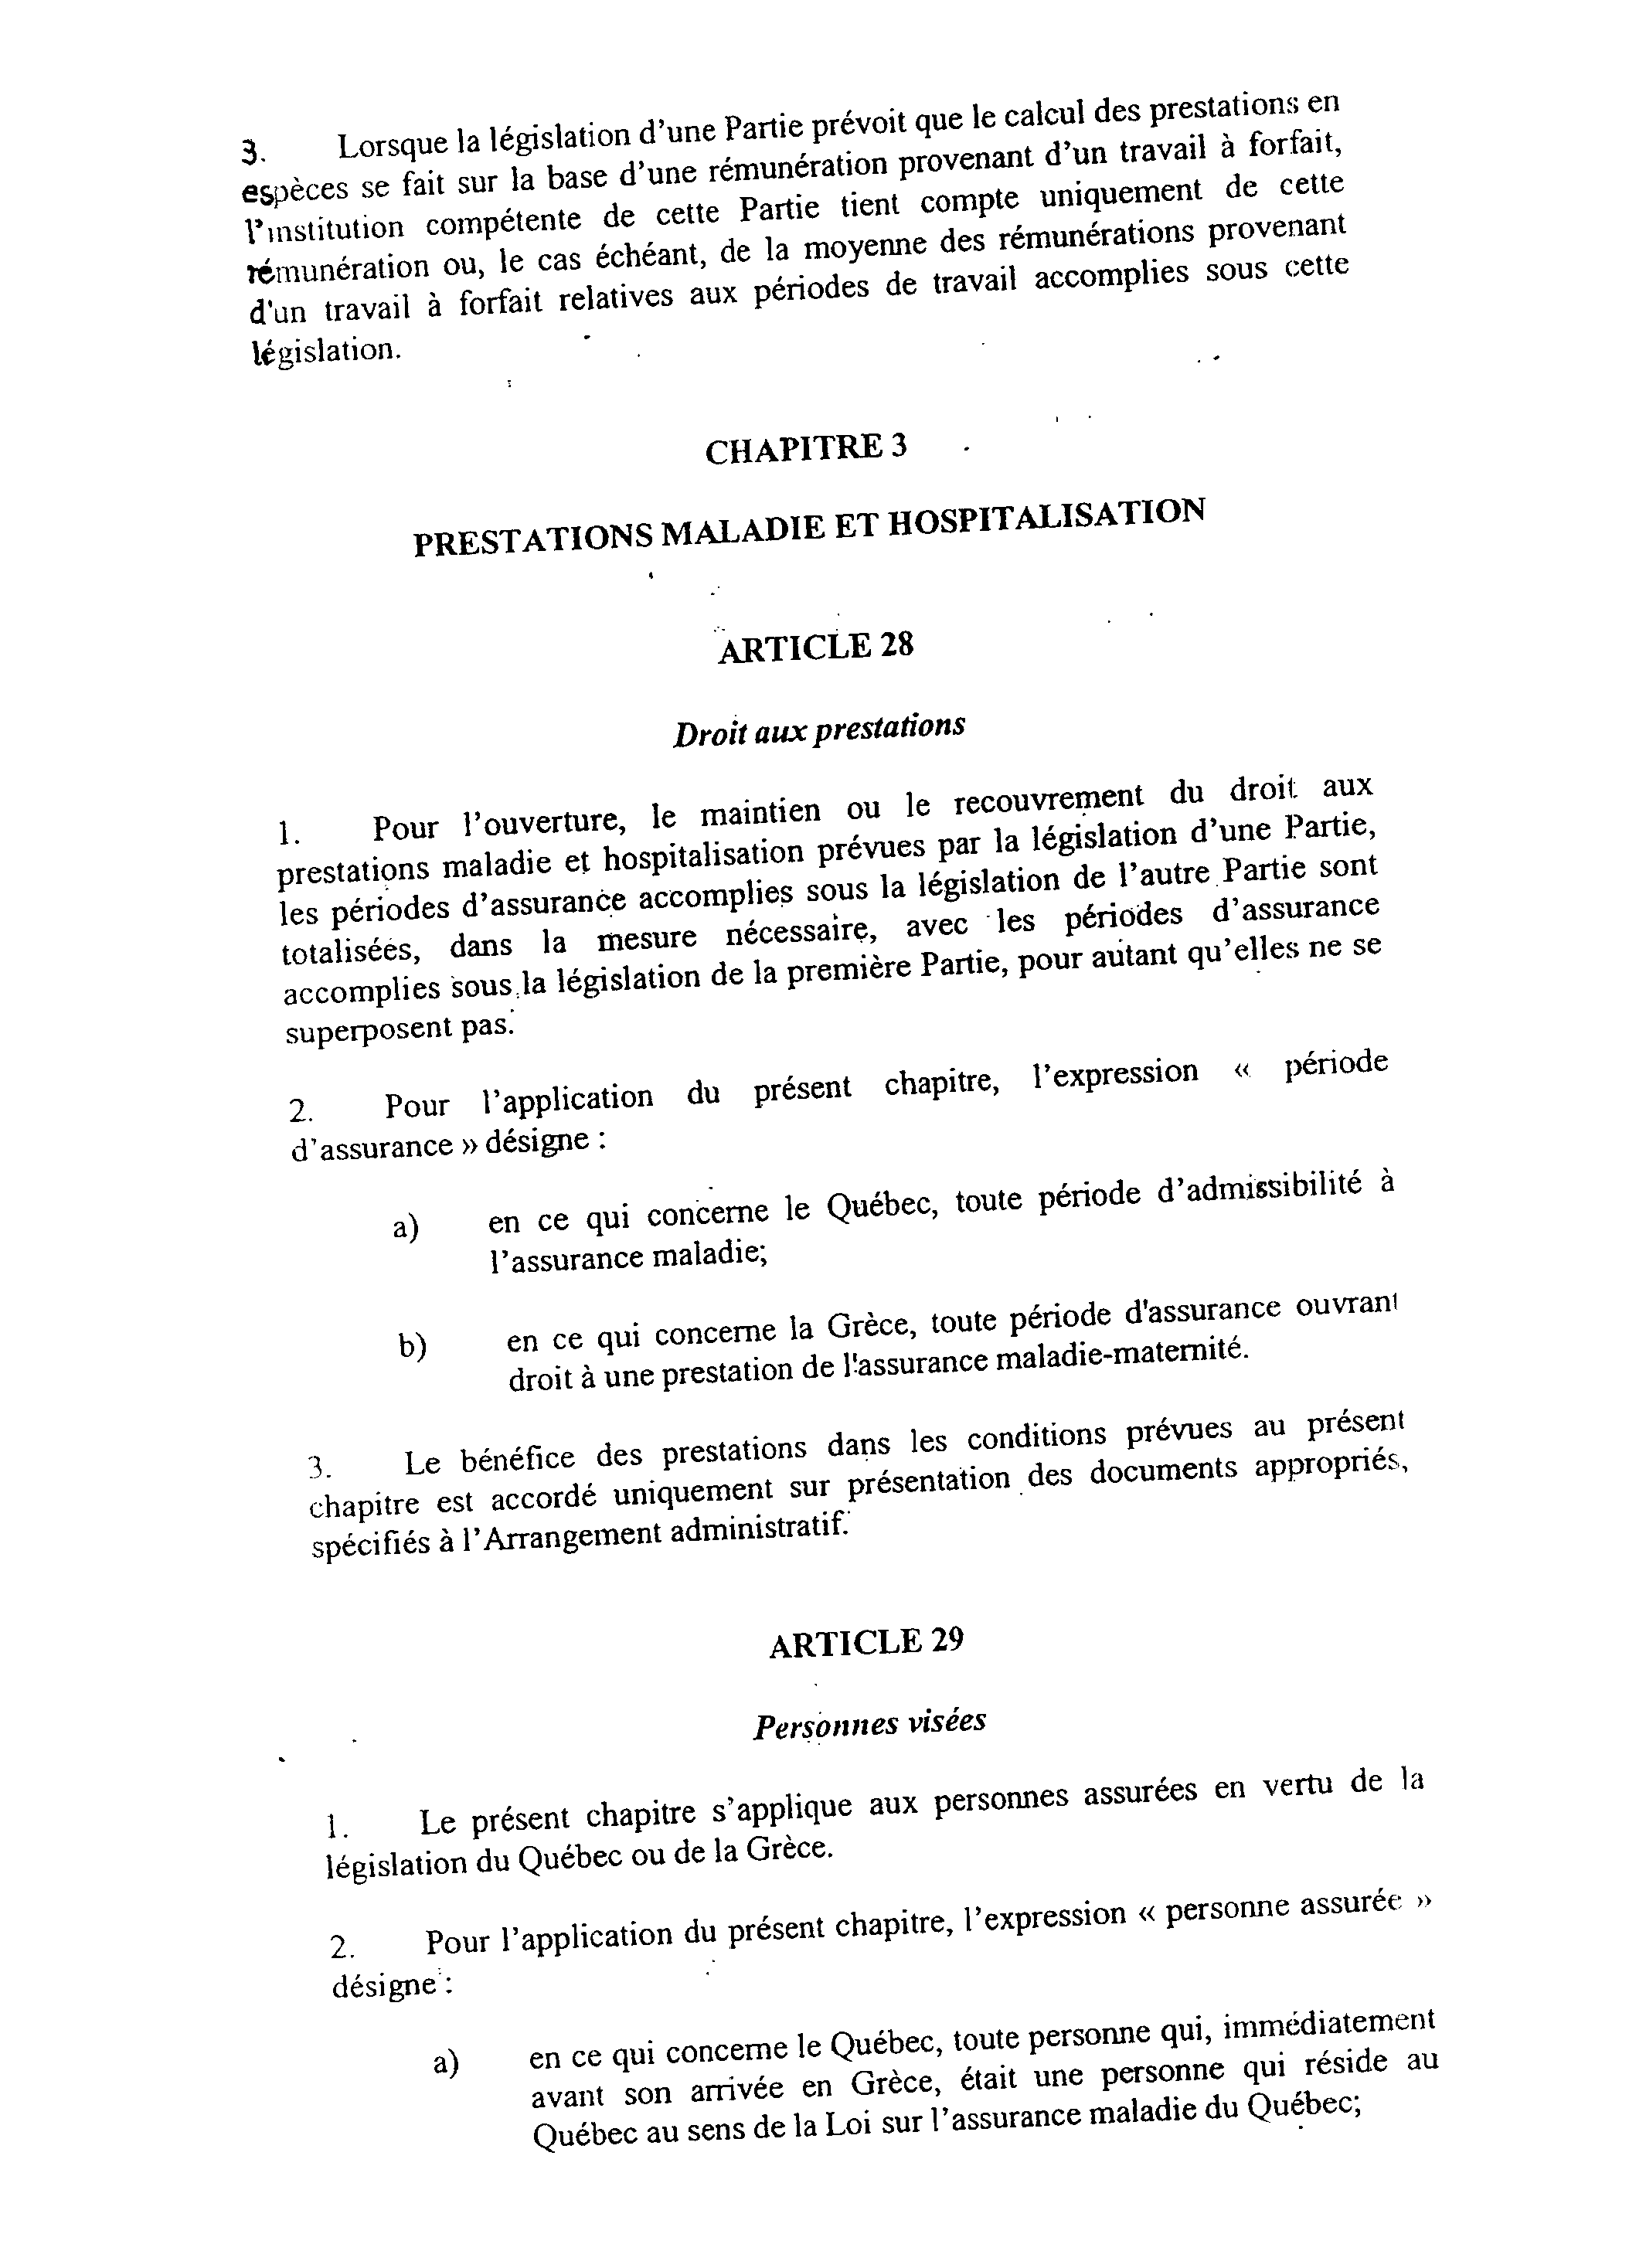 3. Lorsque la législation d'une Partie prévoit que le calcul des prestations en
espèces se fait sur la base d'une rémunération provenant d'un travail à forfait,
l'institution compétente de cette Partie tient compte uniquement de cette
rémunération ou, le cas échéant, de la moyenne des rémunérations provenant
d'un travail à forfait relatives aux périodes de travail accomplies sous cette
législation.
CHAPITRE 3
PRESTATIONS MALADIE ET HOSPITALISATION
ARTICLE 28
Droit aux prestations
1. Pour l'ouverture, le maintien ou le recouvrement du droit aux
prestations maladie et hospitalisation prévues par la législation d'une Partie,
les périodes d'assurance accomplies sous la législation de l'autre Partie sont
totalisées, dans la mesure nécessaire, avec les périodes d'assurance
accomplies sous la législation de la première Partie, pour autant qu'elles ne se
superposent pas.
2. Pour l'application du présent chapitre, l'expression « période
d'assurance » désigne :
a) en ce qui concerne le Québec, toute période d'admissibilité à
l'assurance maladie;
b) en ce qui concerne la Grèce, toute période d'assurance ouvrant
droit à une prestation de l'assurance maladie-maternité.
3. Le bénéfice des prestations dans les conditions prévues au présent
chapitre est accordé uniquement sur présentation des documents appropriés,
spécifiés à l'Arrangement administratif.
ARTICLE 29
Personnes visées
1. Le présent chapitre s'applique aux personnes assurées en vertu de la
législation du Québec ou de la Grèce.
2. Pour l'application du présent chapitre, l'expression « personne assurée »
désigne :
a) en ce qui concerne le Québec, toute personne qui, immédiatement
avant son arrivée en Grèce, était une personne qui réside au
Québec au sens de la Loi sur l'assurance maladie du Québec;